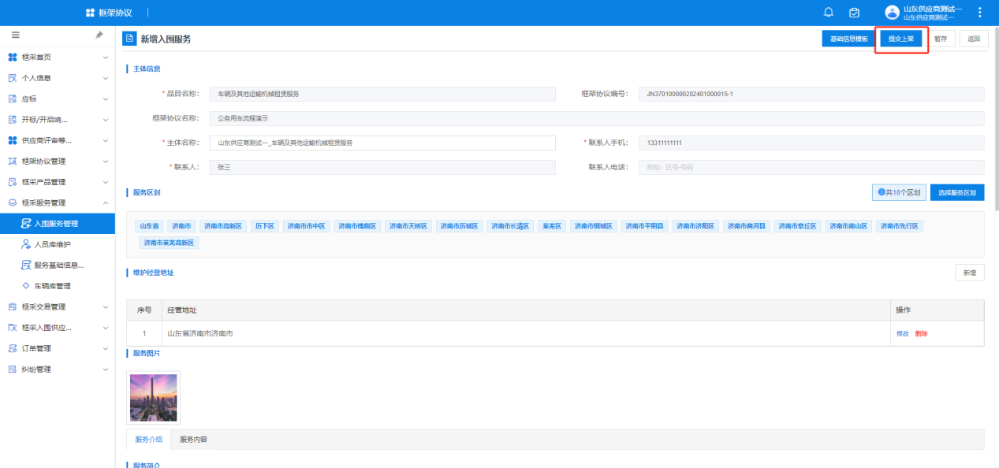 框架协议
山东供应商测试一
山东供应商测试一
框采首页
个人信息
应标
开标/开启响...
供应商评审等...
框架协议管理
框采产品管理
框采服务管理
入围服务管理
人员库维护
服务基础信息...
车辆库管理
框采交易管理
框采入围供应...
订单管理
纠纷管理
新增入围服务
基础信息模板 提交上架 暂存 返回
主体信息
* 品目名称: 车辆及其他运输机械租赁服务 框架协议编号: JN370100000202401000015-1
框架协议名称: 公务用车流程演示
* 主体名称: 山东供应商测试一_车辆及其他运输机械租赁服务 * 联系人手机: 13311111111
* 联系人: 张三 联系人电话: 例如：区号-号码
服务区划 共18个区划 选择服务区划
山东省 济南市 济南市高新区 历下区 济南市市中区 济南市槐荫区 济南市天桥区 济南市历城区 济南市长清区 莱芜区 济南市钢城区 济南市平阴县 济南市济阳区 济南市商河县 济南市章丘区 济南市南山区 济南市先行区
济南市莱芜高新区
维护经营地址 新增
序号 经营地址 操作
1 山东省济南市济南市 修改 删除
服务图片
服务介绍 服务内容
服务简介